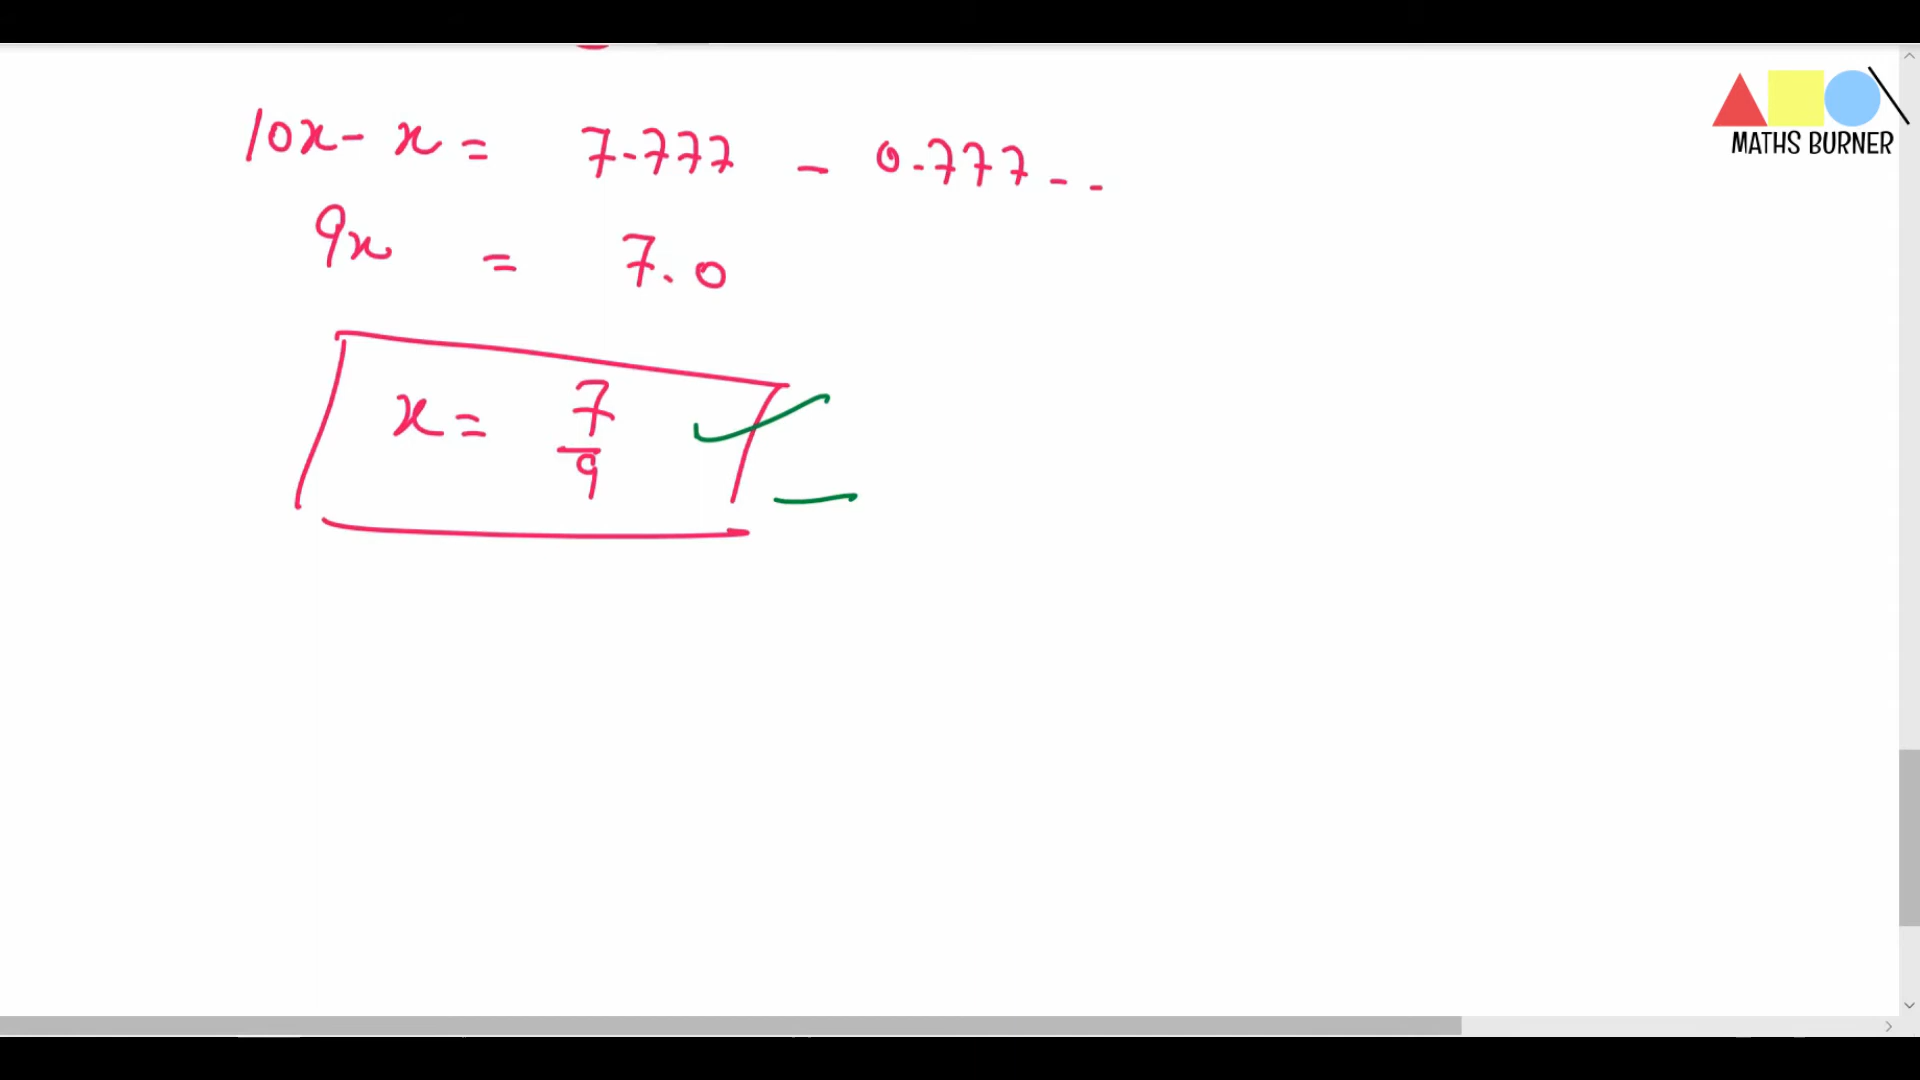 MATHS BURNER
10x - x = 7.777 - 0.777--
9x = 7.0
x = 7/9